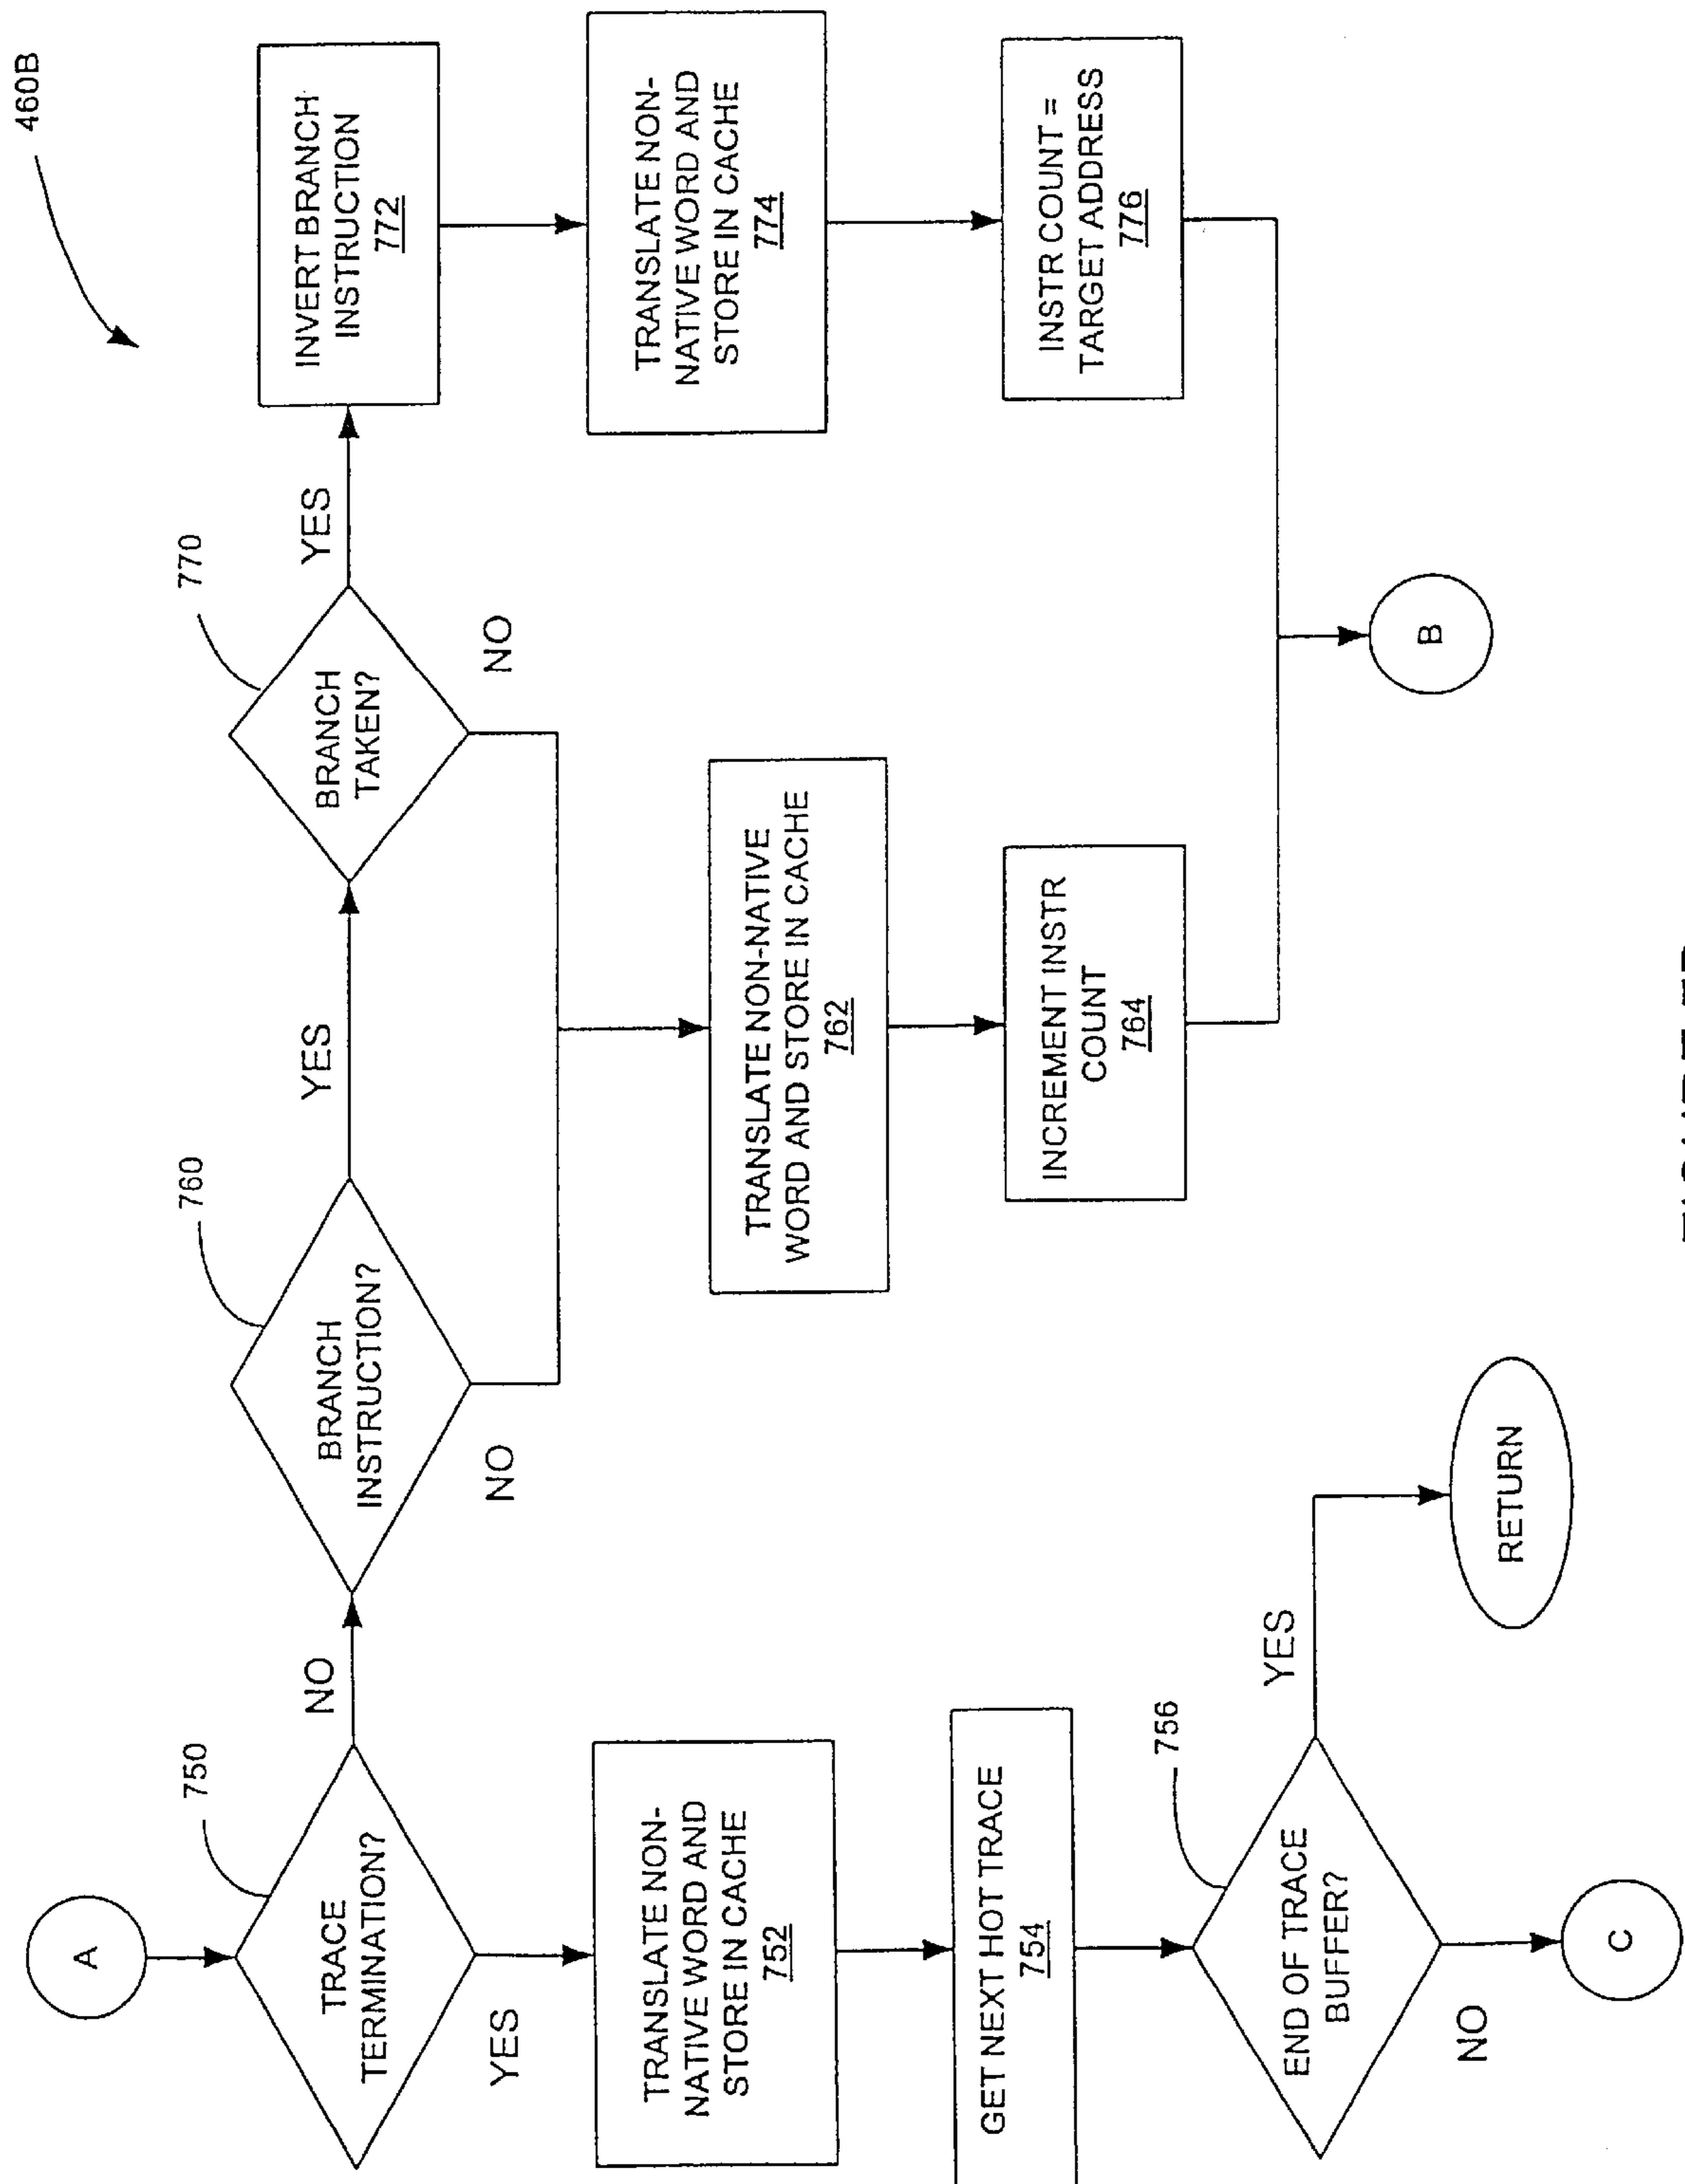 460B
A
750
TRACE
TERMINATION?
NO
YES
760
BRANCH
INSTRUCTION?
YES
NO
770
BRANCH
TAKEN?
YES
NO
INVERT BRANCH
INSTRUCTION
772
TRANSLATE NON-
NATIVE WORD AND
STORE IN CACHE
774
INSTR COUNT =
TARGET ADDRESS
776
TRANSLATE NON-NATIVE
WORD AND STORE IN CACHE
762
INCREMENT INSTR
COUNT
764
B
TRANSLATE NON-
NATIVE WORD AND
STORE IN CACHE
752
GET NEXT HOT TRACE
754
756
END OF TRACE
BUFFER?
YES
NO
RETURN
C